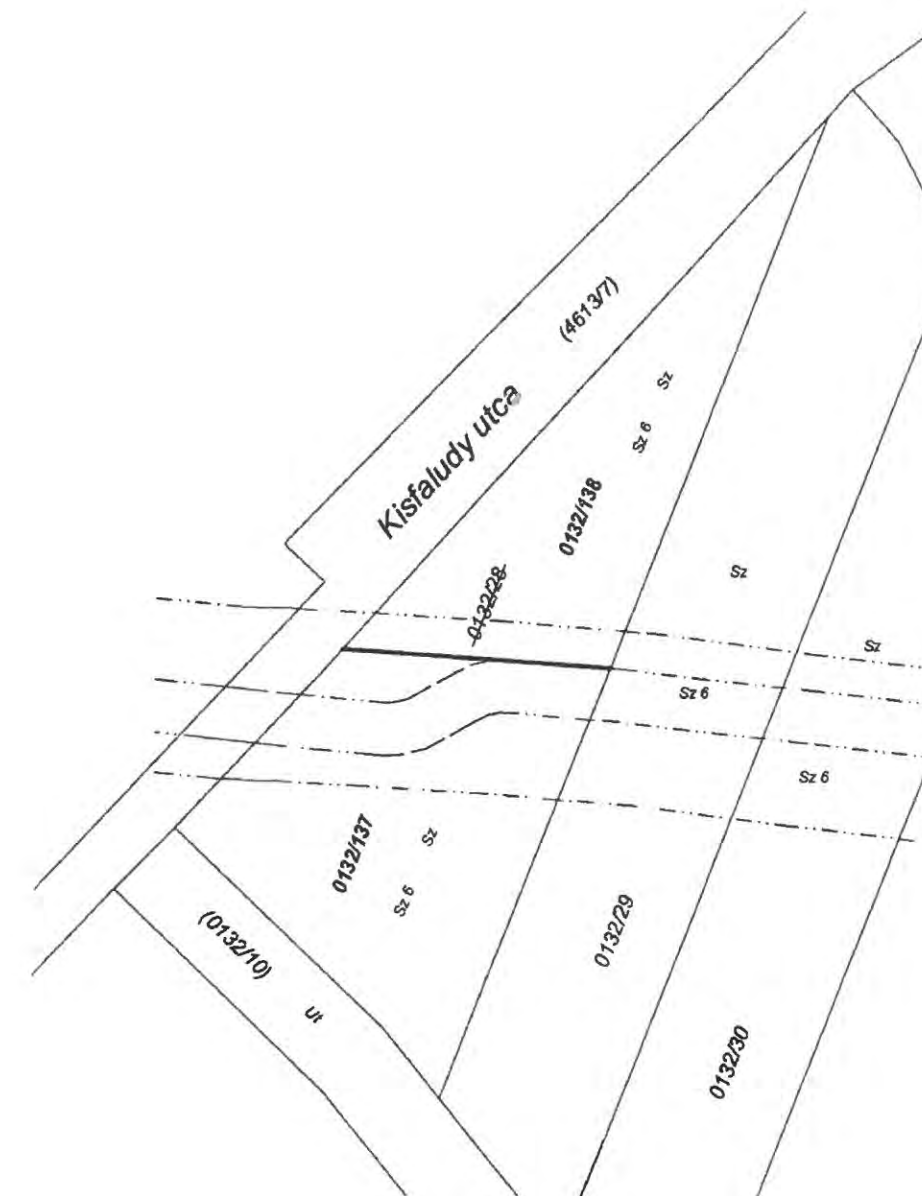 (4613/7)
Kisfaludy utca
Sz
Sz 6
0132/138
0132/28
Sz
Sz
Sz 6
Sz 6
0132/137
Sz
Sz 6
0132/29
(0132/10)
út
0132/30